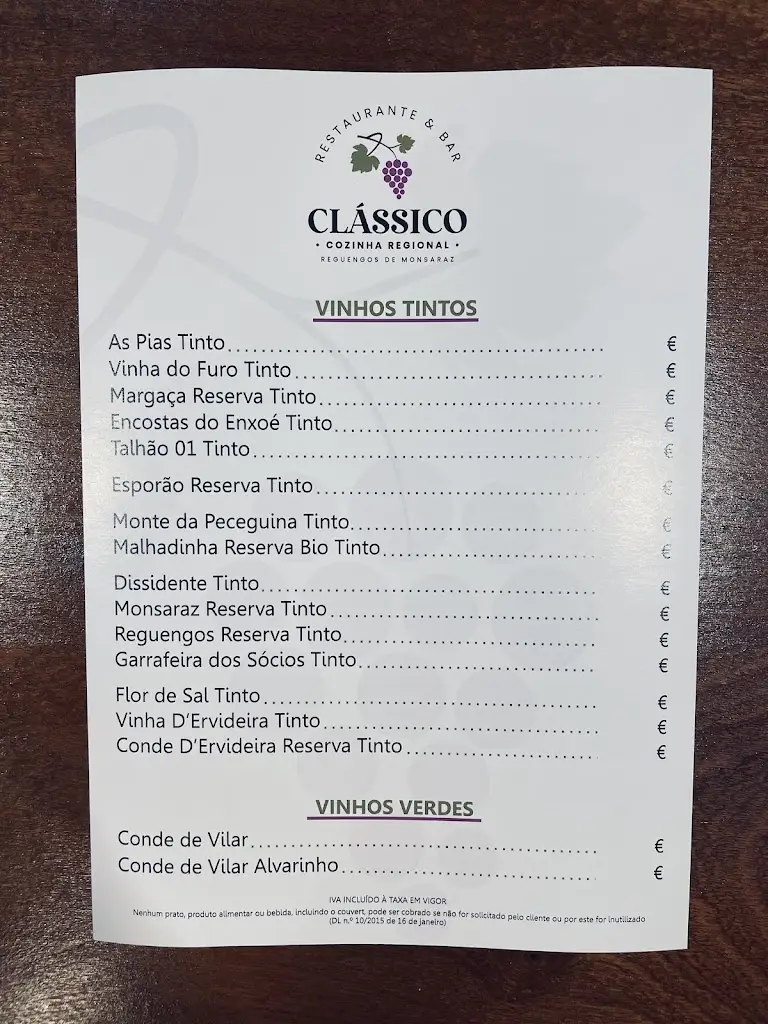 RESTAURANTE & BAR
CLÁSSICO
• COZINHA REGIONAL •
REGUENGOS DE MONSARAZ
VINHOS TINTOS
As Pias Tinto........................................ €
Vinha do Furo Tinto........................................ €
Margaça Reserva Tinto........................................ €
Encostas do Enxoé Tinto........................................ €
Talhão 01 Tinto........................................ €
Esporão Reserva Tinto........................................ €
Monte da Peceguina Tinto........................................ €
Malhadinha Reserva Bio Tinto........................................ €
Dissidente Tinto........................................ €
Monsaraz Reserva Tinto........................................ €
Reguengos Reserva Tinto........................................ €
Garrafeira dos Sócios Tinto........................................ €
Flor de Sal Tinto........................................ €
Vinha D'Ervideira Tinto........................................ €
Conde D'Ervideira Reserva Tinto........................................ €
VINHOS VERDES
Conde de Vilar........................................ €
Conde de Vilar Alvarinho........................................ €
IVA INCLUÍDO À TAXA EM VIGOR
Nenhum prato, produto alimentar ou bebida, incluindo o couvert, pode ser cobrado se não for solicitado pelo cliente ou por este for inutilizado
(DL n.º 10/2015 de 16 de janeiro)